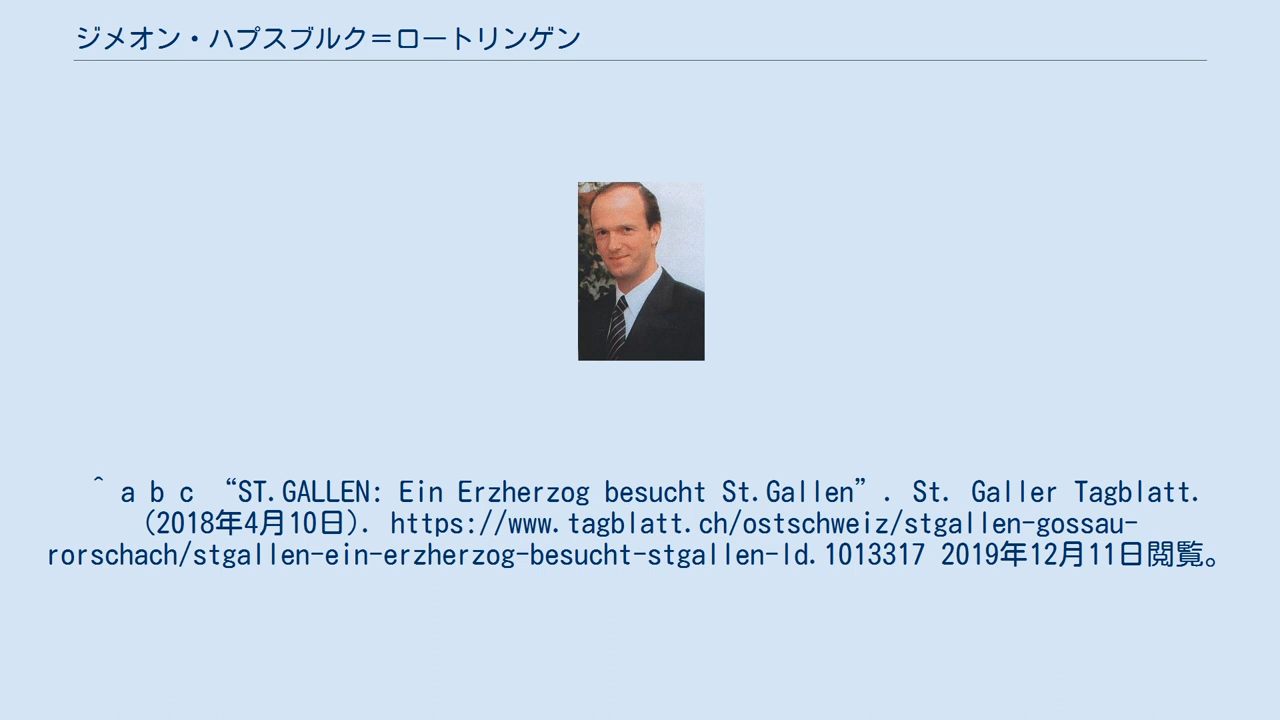 ジメオン・ハプスブルク＝ロートリンゲン
^ a b c “ST.GALLEN: Ein Erzherzog besucht St.Gallen”. St. Galler Tagblatt.
(2018年4月10日). https://www.tagblatt.ch/ostschweiz/stgallen-gossau-
rorschach/stgallen-ein-erzherzog-besucht-stgallen-ld.1013317 2019年12月11日閲覧。